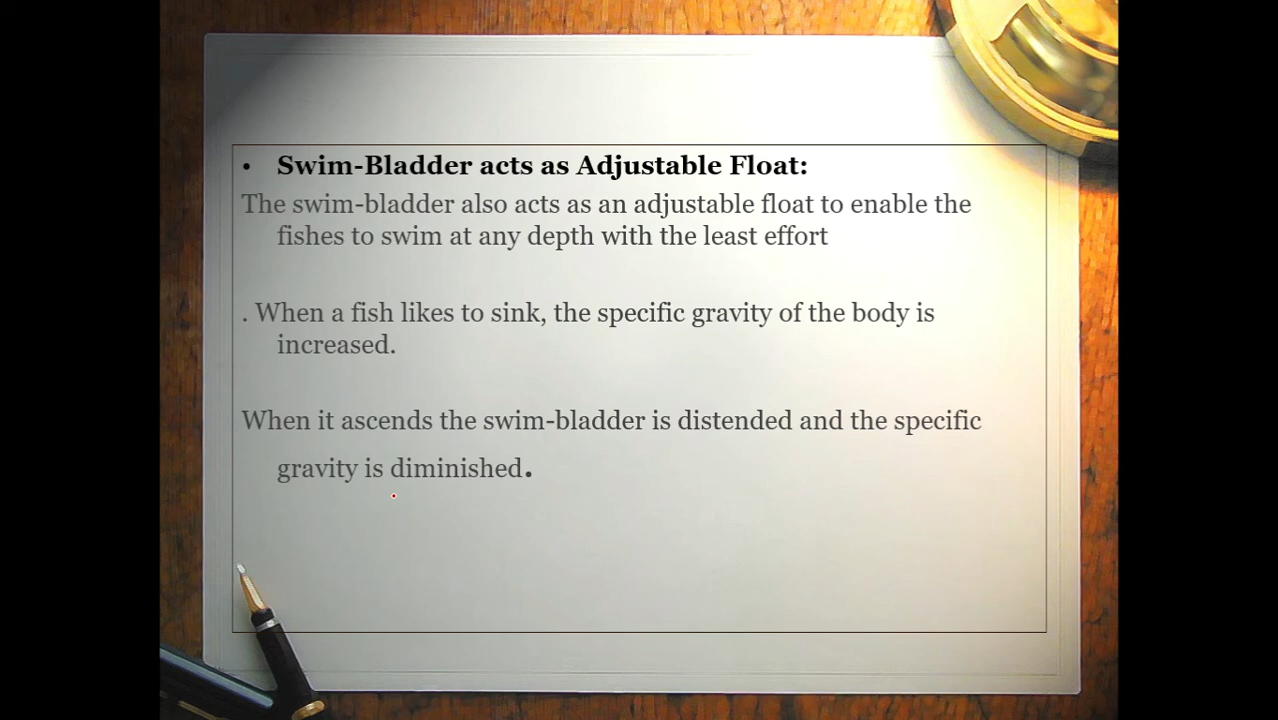 • Swim-Bladder acts as Adjustable Float:
The swim-bladder also acts as an adjustable float to enable the
fishes to swim at any depth with the least effort
. When a fish likes to sink, the specific gravity of the body is
increased.
When it ascends the swim-bladder is distended and the specific
gravity is diminished.